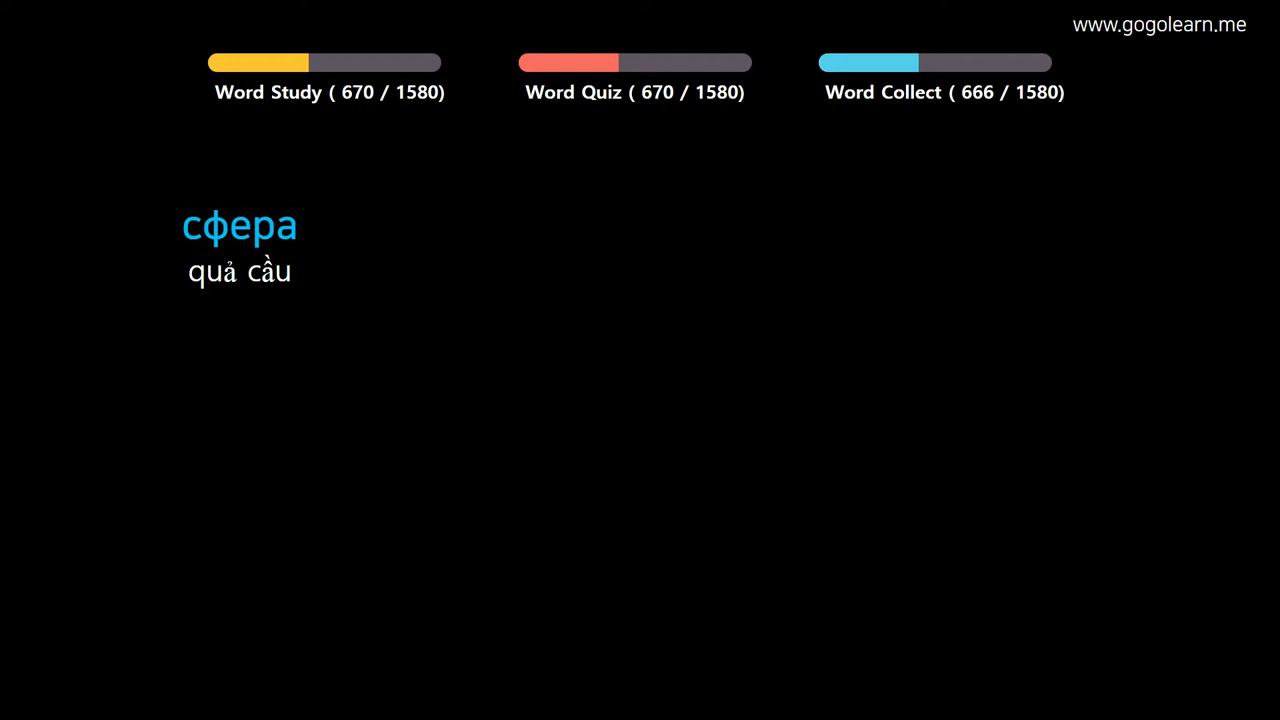 www.gogolearn.me
Word Study ( 670 / 1580)
Word Quiz ( 670 / 1580)
Word Collect ( 666 / 1580)
сфера
quả cầu